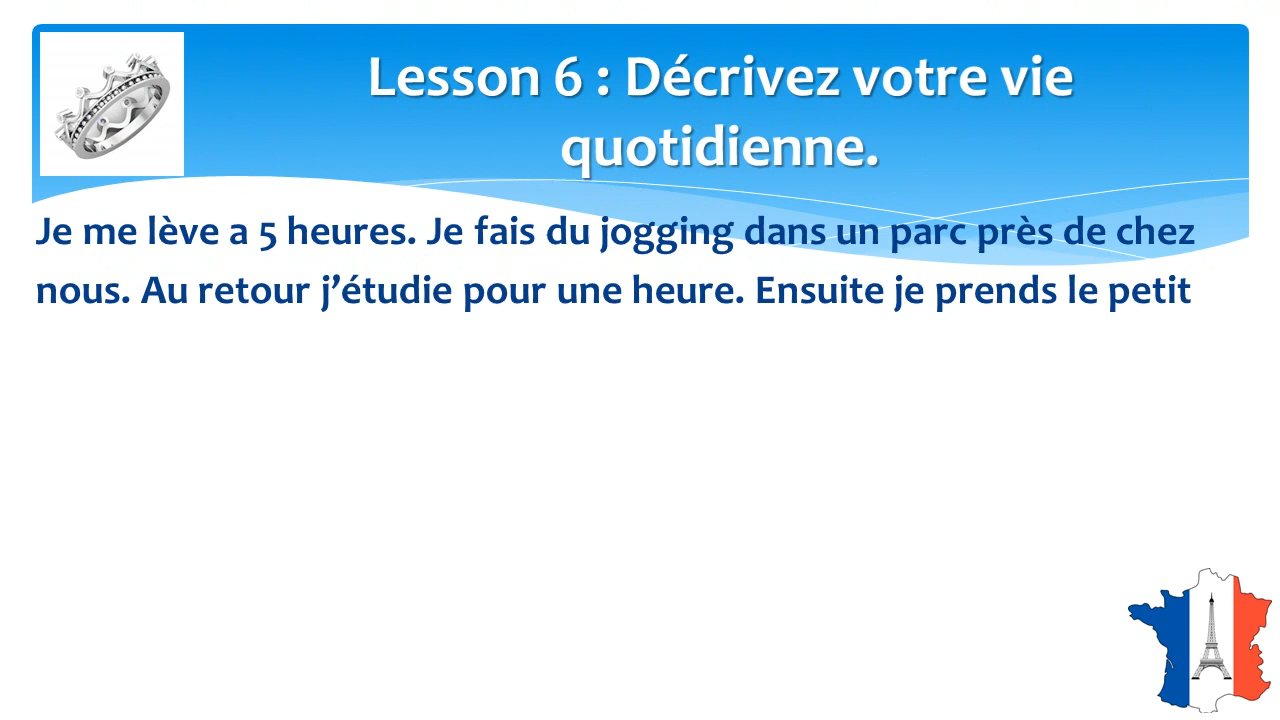 Lesson 6 : Décrivez votre vie
quotidienne.
Je me lève a 5 heures. Je fais du jogging dans un parc près de chez
nous. Au retour j’étudie pour une heure. Ensuite je prends le petit